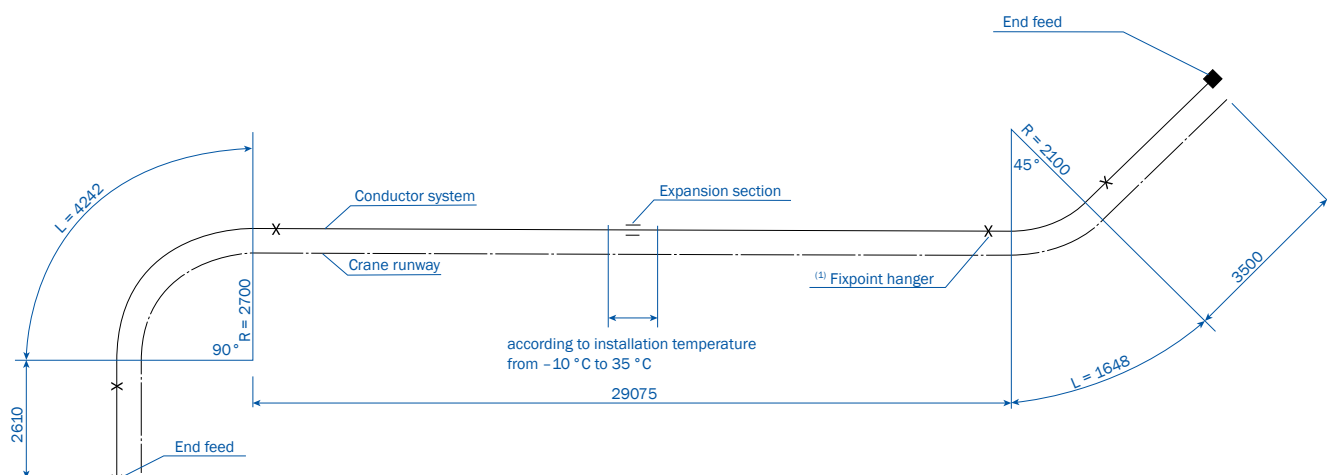 End feed
R = 2100
45°
L = 4242
Conductor system
Expansion section
Crane runway
(1) Fixpoint hanger
3500
R = 2700
90°
according to installation temperature
from –10 °C to 35 °C
L = 1648
29075
2610
End feed